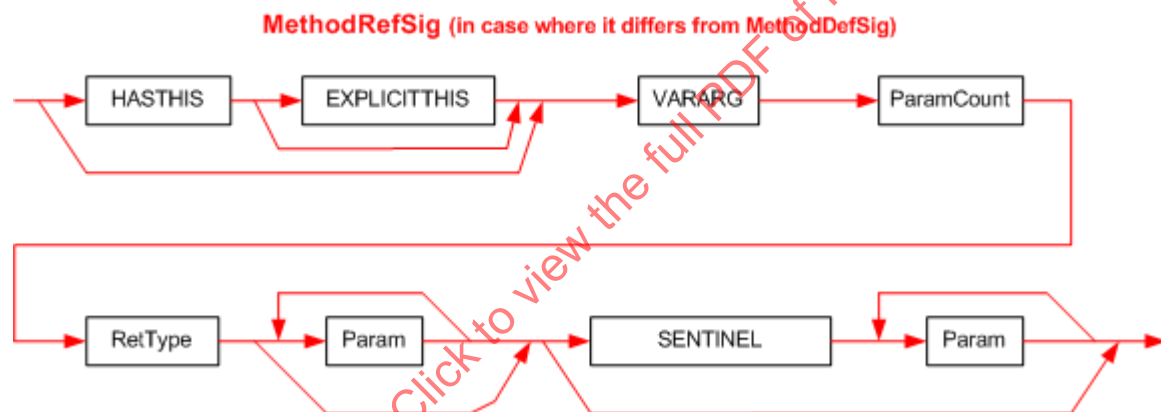 MethodRefSig (in case where it differs from MethodDefSig)
HASTHIS EXPLICITTHIS VARARG ParamCount
RetType Param SENTINEL Param
Click to view the full PDF of